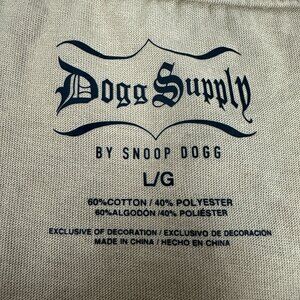 Dogg Supply
BY SNOOP DOGG
L/G
60%COTTON / 40% POLYESTER
60%ALGODÓN /40% POLIÉSTER
EXCLUSIVE OF DECORATION / EXCLUSIVO DE DECORACIÓN
MADE IN CHINA / HECHO EN CHINA